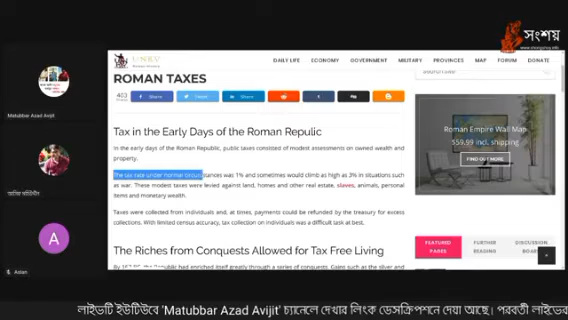 সংশয়
www.shongshoy.info
UNRV
DAILY LIFE ECONOMY GOVERNMENT MILITARY PROVINCES MAP FORUM DONATE
ROMAN TAXES
403
Share Tweet Share
Tax in the Early Days of the Roman Repulic
In the early days of the Roman Republic, public taxes consisted of modest assessments on owned wealth and
property.
The tax rate under normal circumstances was 1% and sometimes would climb as high as 3% in situations such
as war. These modest taxes were levied against land, homes and other real estate, slaves, animals, personal
items and monetary wealth.
Taxes were collected from individuals and, at times, payments could be refunded by the treasury for excess
collections. With limited census accuracy, tax collection on individuals was a difficult task at best.
The Riches from Conquests Allowed for Tax Free Living
Roman Empire Wall Map
$59.99 incl. shipping
FIND OUT MORE
FEATURED PAGES
FURTHER READING
DISCUSSION
Matubbar Azad Avijit
A
Aslan
লাইভটি ইউটিউবে 'Matubbar Azad Avijit' চ্যানেলে দেখার লিংক ডেসক্রিপশনে দেয়া আছে। পরবর্তী লাইভের